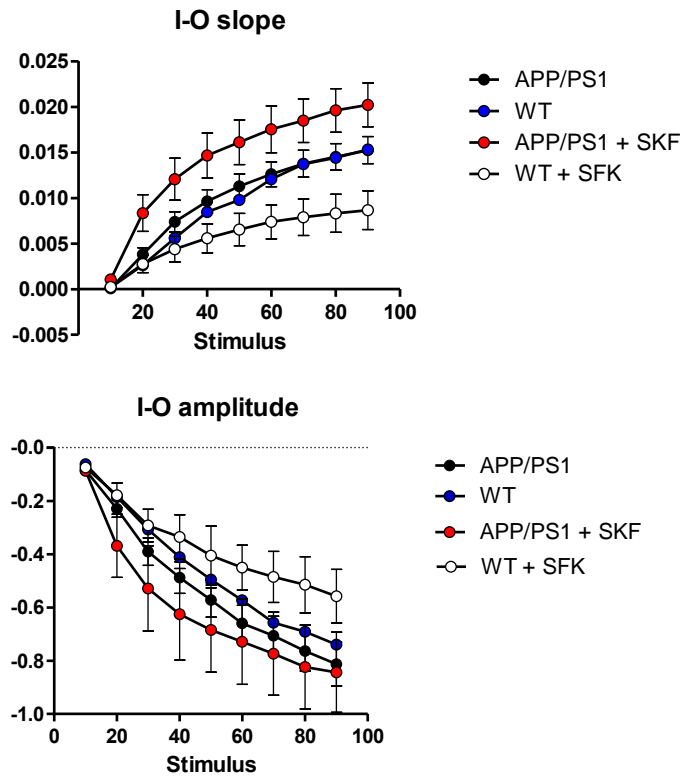 I-O slope
0.025
0.020
0.015
0.010
0.005
0.000
-0.005
20
40
60
80
100
Stimulus
APP/PS1
WT
APP/PS1 + SKF
WT + SFK
I-O amplitude
-0.0
-0.2
-0.4
-0.6
-0.8
-1.0
0
20
40
60
80
100
Stimulus
APP/PS1
WT
APP/PS1 + SKF
WT + SFK